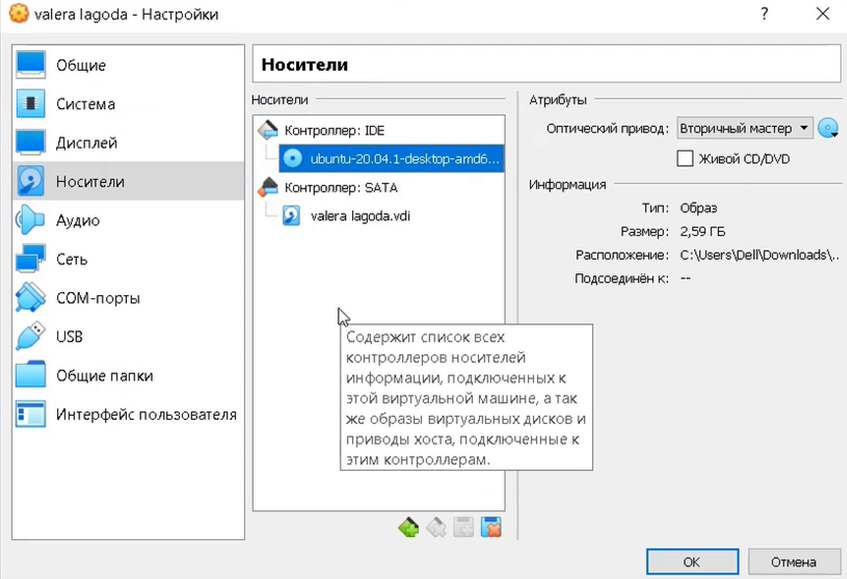 valera lagoda - Настройки
?
Общие
Система
Дисплей
Носители
Аудио
Сеть
COM-порты
USB
Общие папки
Интерфейс пользователя
Носители
Носители
Контроллер: IDE
ubuntu-20.04.1-desktop-amd6...
Контроллер: SATA
valera lagoda.vdi
Содержит список всех
контроллеров носителей
информации, подключенных к
этой виртуальной машине, а так
же образы виртуальных дисков и
приводы хоста, подключенные к
этим контроллерам.
Атрибуты
Оптический привод: Вторичный мастер
Живой CD/DVD
Информация
Тип: Образ
Размер: 2,59 ГБ
Расположение: C:\Users\Dell\Downloads\..
Подсоединён к: --
OK
Отмена